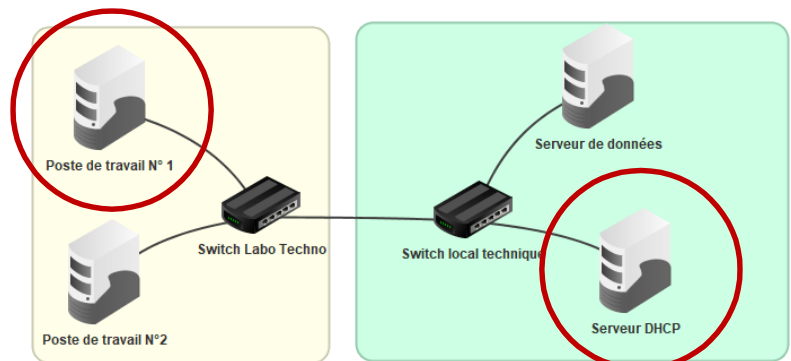 Serveur de données
Poste de travail N° 1
Switch Labo Techno
Switch local technique
Serveur DHCP
Poste de travail N°2